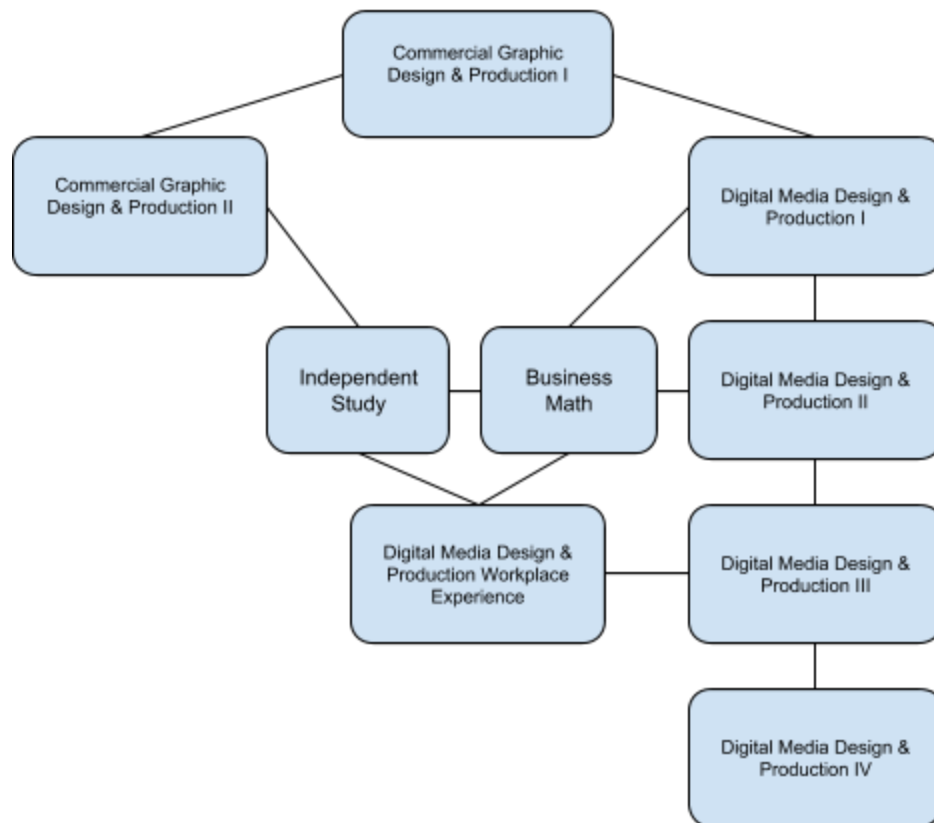 Commercial Graphic
Design & Production I
Commercial Graphic
Design & Production II
Digital Media Design &
Production I
Independent
Study
Business
Math
Digital Media Design &
Production II
Digital Media Design &
Production Workplace
Experience
Digital Media Design &
Production III
Digital Media Design &
Production IV